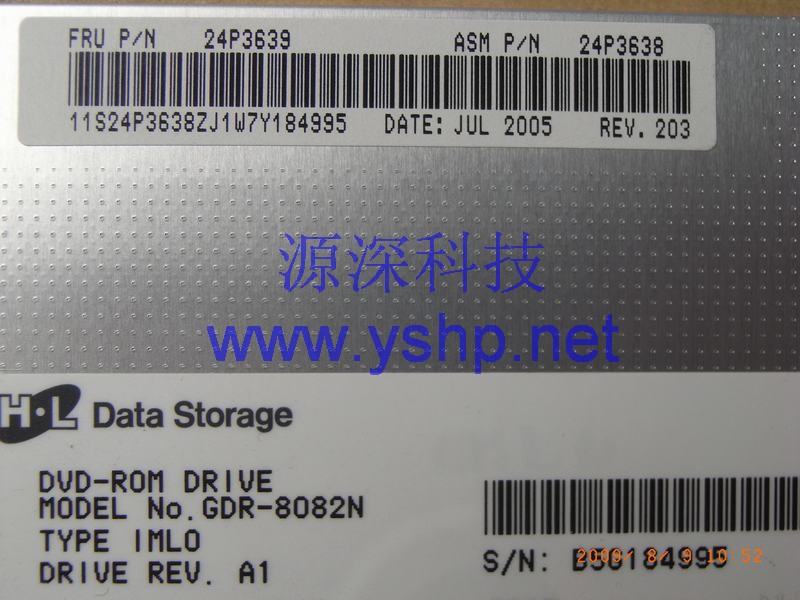 FRU P/N 24P3639 ASM P/N 24P3638
11S24P3638ZJ1W7Y184995 DATE: JUL 2005 REV. 203
源深科技
www.yshp.net
H·L Data Storage
DVD-ROM DRIVE
MODEL No.GDR-8082N
TYPE IML0
DRIVE REV. A1
S/N: